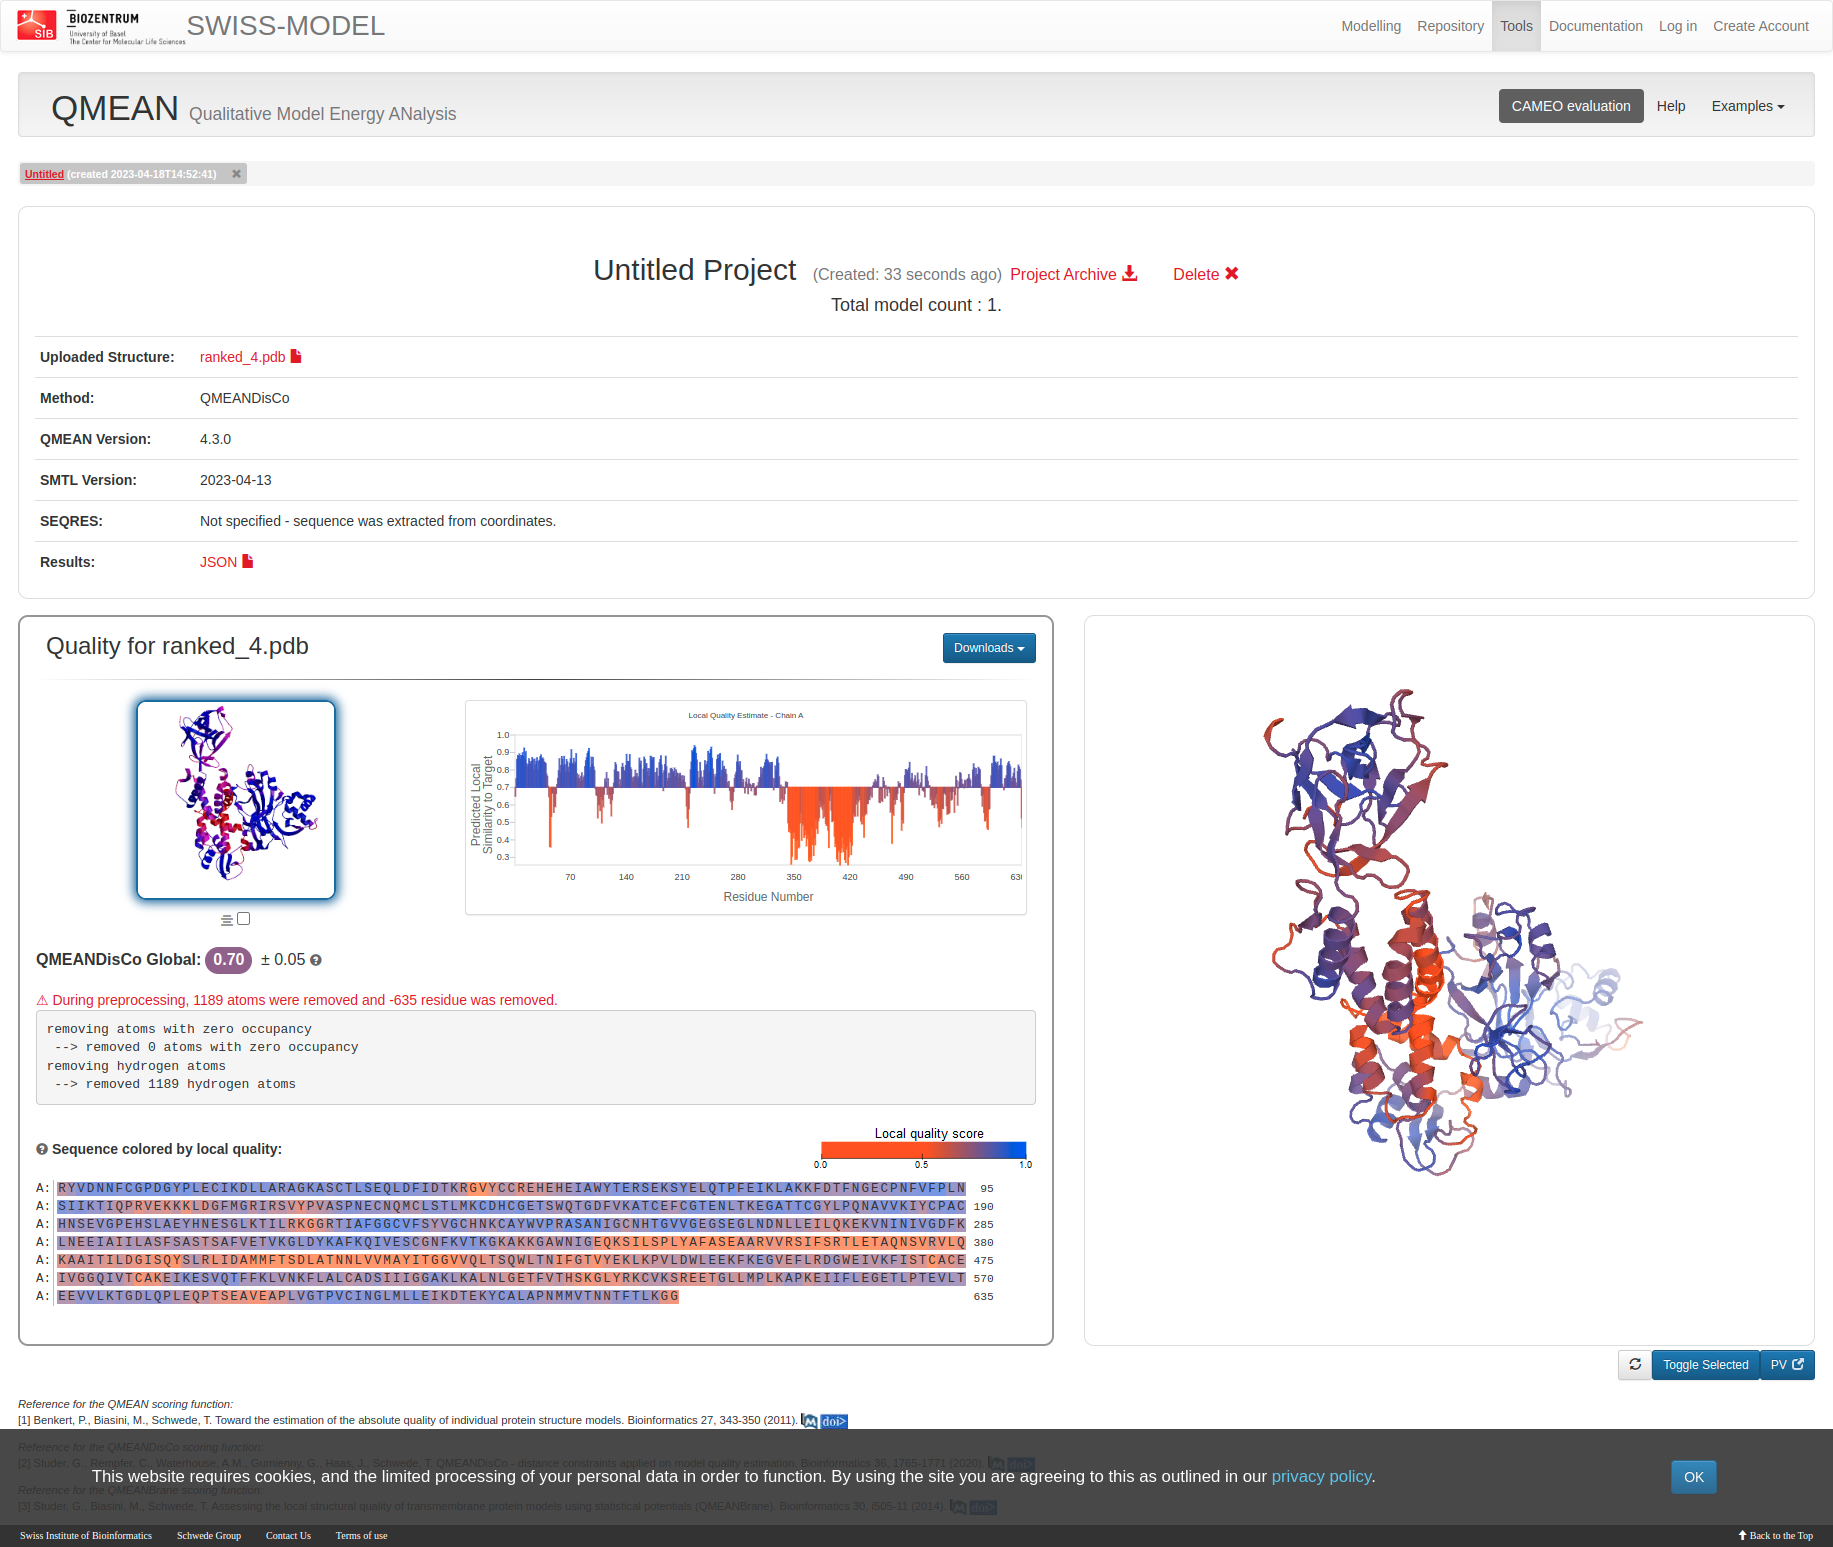 SIB
BIOZENTRUM
University of Basel
The Center for Molecular Life Sciences
SWISS-MODEL
Modelling Repository Tools Documentation Log in Create Account
QMEAN Qualitative Model Energy ANalysis
CAMEO evaluation Help Examples
Untitled (created 2023-04-18T14:52:41) ✖
Untitled Project (Created: 33 seconds ago) Project Archive Delete ✖
Total model count : 1.
Uploaded Structure: ranked_4.pdb
Method: QMEANDisCo
QMEAN Version: 4.3.0
SMTL Version: 2023-04-13
SEQRES: Not specified - sequence was extracted from coordinates.
Results: JSON
Quality for ranked_4.pdb
Downloads
Local Quality Estimate - Chain A
Predicted Local
Similarity to Target
1.0
0.9
0.8
0.7
0.6
0.5
0.4
0.3
70 140 210 280 350 420 490 560 630
Residue Number
QMEANDisCo Global: 0.70 ± 0.05
⚠ During preprocessing, 1189 atoms were removed and -635 residue was removed.
removing atoms with zero occupancy
--> removed 0 atoms with zero occupancy
removing hydrogen atoms
--> removed 1189 hydrogen atoms
Sequence colored by local quality:
Local quality score
0.0 0.5 1.0
A: RYVDNNFCGPDGYPLECIKDLLARAGKASCTLSEQLDFIDTKRGVYCCREHEHEIAWYTERSEKSYELQTPFEIKLAKKFDTFNGECPNFVFPLN 95
A: SIIKTIQPRVEKKKLDGFMGRIRSVYPVASPNECNQMCLSTLMKCDHCGETSWQTGDFVKATCEFCGTENLTKEGATTCGYLPQNAVVKIYCPAC 190
A: HNSEVGPEHSLAEYHNESGLKTILRKGGRTIAFGGCVFSYVGCHNKCAYWVPRASANIGCNHTGVVGEGSEGLNDNLLEILQKEKVNINIVGDFK 285
A: LNEEIAIILASFSASTSAFVETVKGLDYKAFKQIVESCGNFKVTKGKAKKGAWNIGEQKSILSPLYAFASEAARVVRSIFSRTLETAQNSVRVLQ 380
A: KAAITILDGISQYSLRLIDAMMFTSDLATNNLVVMAYITGGVVQLTSQWLTNIFGTVYEKLKPVLDWLEEKFKEGVEFLRDGWEIVKFISTCACE 475
A: IVGGQIVTCAKEIKESVQTFFKLVNKFLALCADSIIIGGAKLKALNLGETFVTHSKGLYRKCVKSREETGLLMPLKAPKEIIFLEGETLPTEVLT 570
A: EEVVLKTGDLQPLEQPTSEAVEAPLVGTPVCINGLMLLEIKDTEKYCALAPNMMVTNNTFTLKGG 635
Toggle Selected PV
Reference for the QMEAN scoring function:
[1] Benkert, P., Biasini, M., Schwede, T. Toward the estimation of the absolute quality of individual protein structure models. Bioinformatics 27, 343-350 (2011). M doi>
Reference for the QMEANDisCo scoring function:
[2] Studer, G., Rempfer, C., Waterhouse, A.M., Gumienny, G., Haas, J., Schwede, T. QMEANDisCo - distance constraints applied on model quality estimation. Bioinformatics 36, 1765-1771 (2020). M doi>
This website requires cookies, and the limited processing of your personal data in order to function. By using the site you are agreeing to this as outlined in our privacy policy. OK
Reference for the QMEANBrane scoring function:
[3] Studer, G., Biasini, M., Schwede, T. Assessing the local structural quality of transmembrane protein models using statistical potentials (QMEANBrane). Bioinformatics 30, i505-11 (2014). M doi>
Swiss Institute of Bioinformatics Schwede Group Contact Us Terms of use Back to the Top